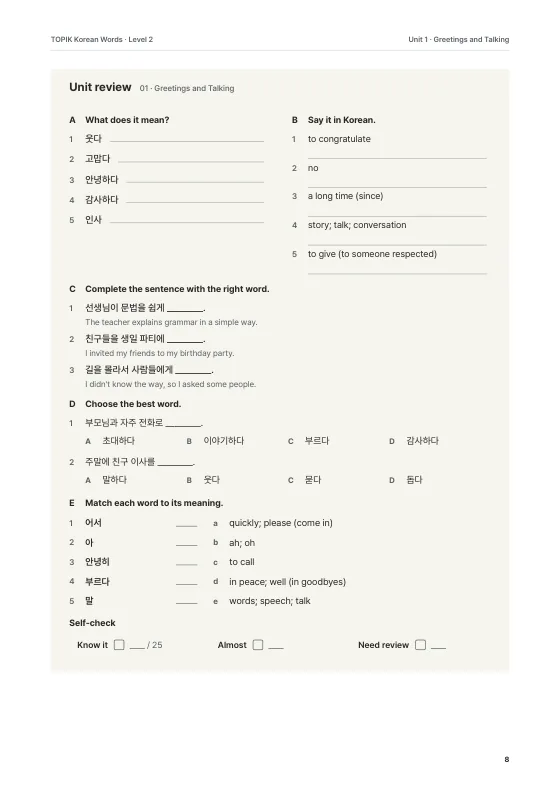 TOPIK Korean Words · Level 2
Unit 1 · Greetings and Talking
Unit review 01 · Greetings and Talking
A What does it mean?
1 웃다
2 고맙다
3 안녕하다
4 감사하다
5 인사
B Say it in Korean.
1 to congratulate
2 no
3 a long time (since)
4 story; talk; conversation
5 to give (to someone respected)
C Complete the sentence with the right word.
1 선생님이 문법을 쉽게 ________.
The teacher explains grammar in a simple way.
2 친구들을 생일 파티에 ________.
I invited my friends to my birthday party.
3 길을 몰라서 사람들에게 ________.
I didn't know the way, so I asked some people.
D Choose the best word.
1 부모님과 자주 전화로 ________.
A 초대하다 B 이야기하다 C 부르다 D 감사하다
2 주말에 친구 이사를 ________.
A 말하다 B 웃다 C 묻다 D 돕다
E Match each word to its meaning.
1 어서 ____ a quickly; please (come in)
2 아 ____ b ah; oh
3 안녕히 ____ c to call
4 부르다 ____ d in peace; well (in goodbyes)
5 말 ____ e words; speech; talk
Self-check
Know it ____ / 25 Almost ____ Need review ____
8